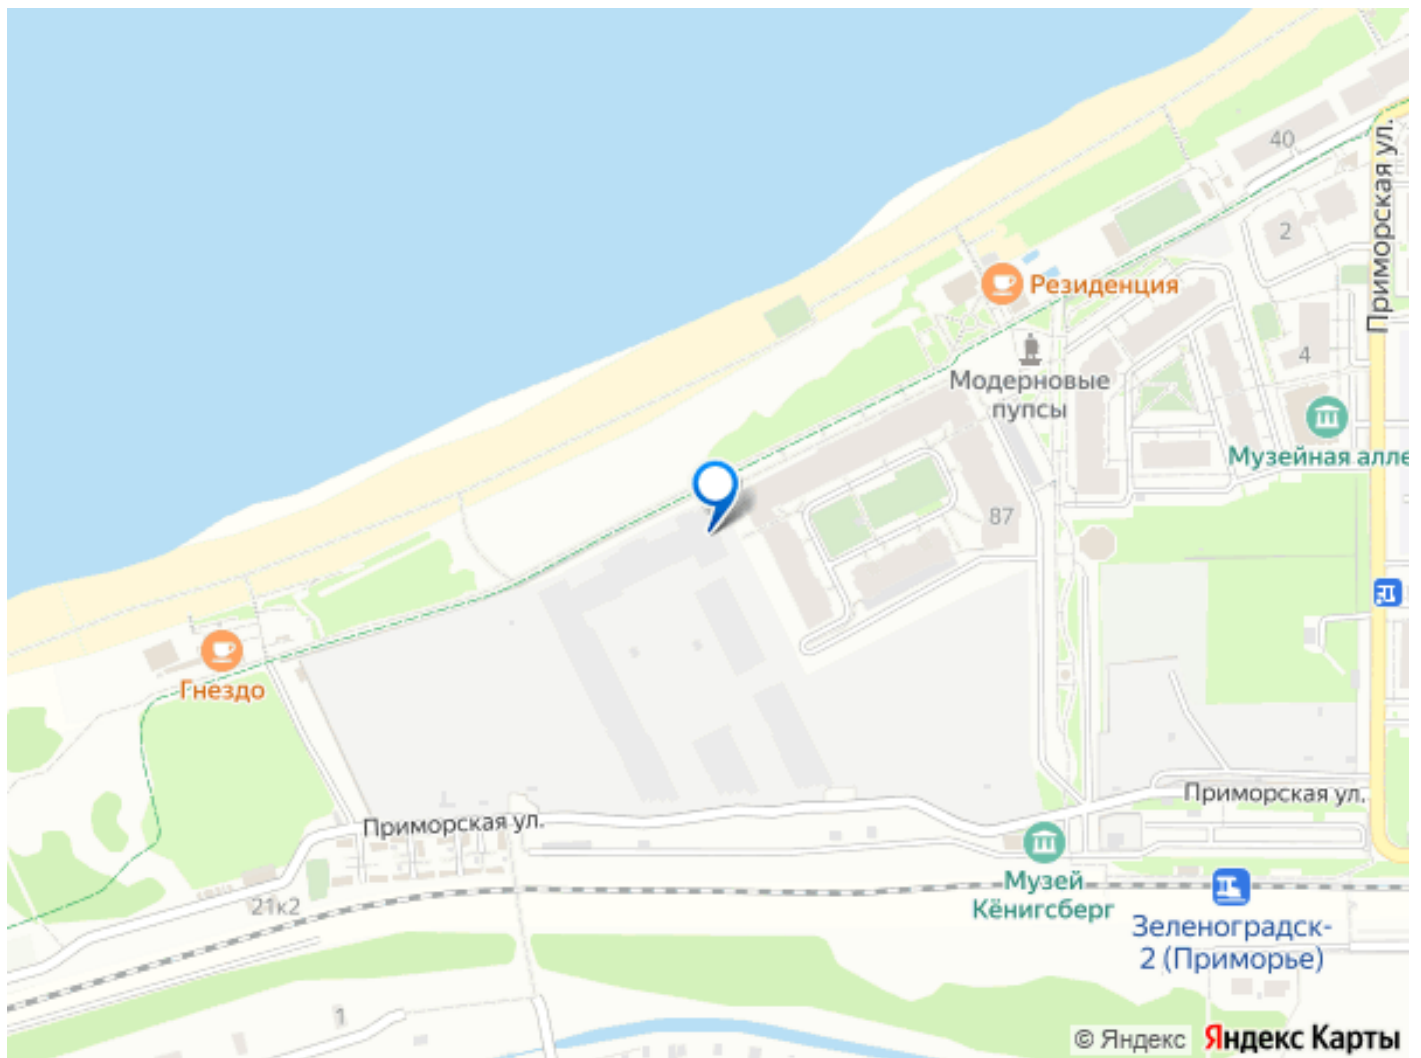 40
Приморская ул.
2
Резиденция
Модерновые
пупсы
4
Музейная алле
87
Гнездо
Приморская ул.
Приморская ул.
Музей
Кёнигсберг
21к2
Зеленоградск-
2 (Приморье)
1
© Яндекс Яндекс Карты